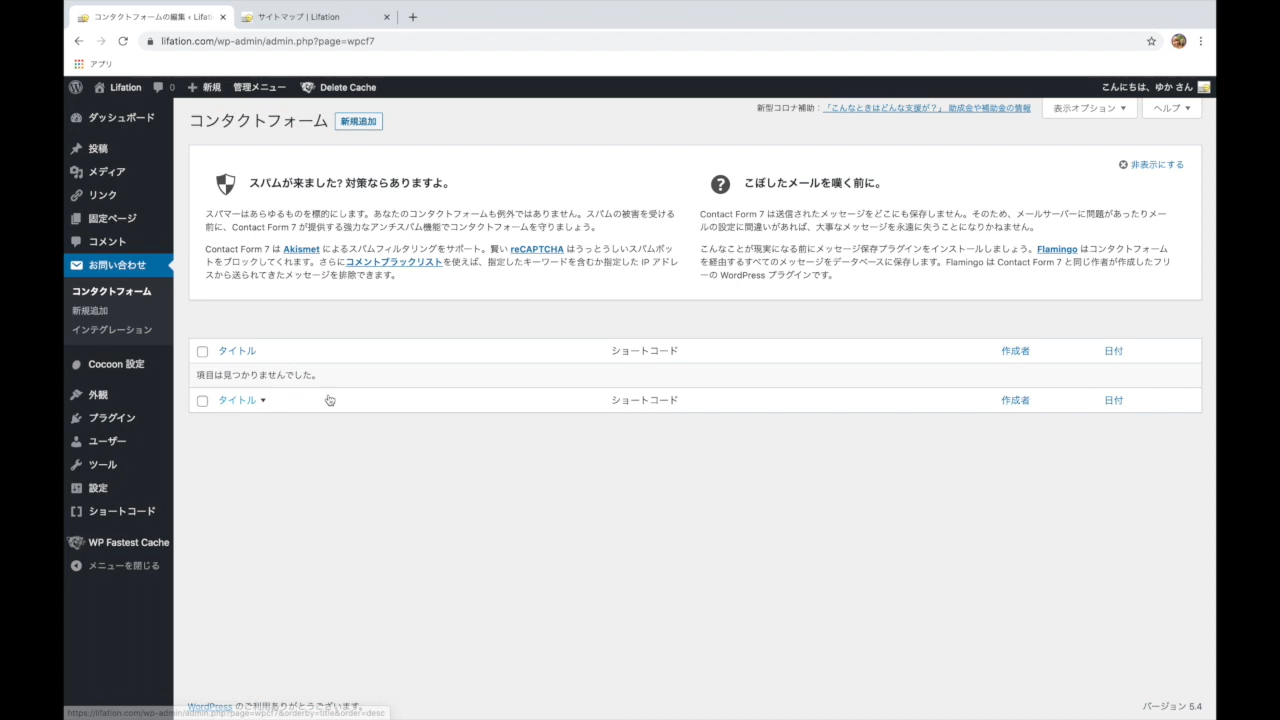 コンタクトフォームの編集 ‹ Lifati
サイトマップ | Lifation
lifation.com/wp-admin/admin.php?page=wpcf7
アプリ
Lifation
0
新規
管理メニュー
Delete Cache
こんにちは、ゆか さん
ダッシュボード
投稿
メディア
リンク
固定ページ
コメント
お問い合わせ
コンタクトフォーム
新規追加
インテグレーション
Cocoon 設定
外観
プラグイン
ユーザー
ツール
設定
ショートコード
WP Fastest Cache
メニューを閉じる
新型コロナ補助：「こんなときはどんな支援が？」 助成金や補助金の情報
表示オプション ▼
ヘルプ ▼
コンタクトフォーム
新規追加
非表示にする
スパムが来ました? 対策ならありますよ。
スパマーはあらゆるものを標的にします。あなたのコンタクトフォームも例外ではありません。スパムの被害を受ける
前に、Contact Form 7 が提供する強力なアンチスパム機能でコンタクトフォームを守りましょう。
Contact Form 7 は Akismet によるスパムフィルタリングをサポート。賢い reCAPTCHA はうっとうしいスパムボッ
トをブロックしてくれます。さらにコメントブラックリストを使えば、指定したキーワードを含むか指定した IP アドレ
スから送られてきたメッセージを排除できます。
こぼしたメールを嘆く前に。
Contact Form 7 は送信されたメッセージをどこにも保存しません。そのため、メールサーバーに問題があったりメー
ルの設定に間違いがあれば、大事なメッセージを永遠に失うことになりかねません。
こんなことが現実になる前にメッセージ保存プラグインをインストールしましょう。Flamingo はコンタクトフォーム
を経由するすべてのメッセージをデータベースに保存します。Flamingo は Contact Form 7 と同じ作者が作成したフリ
ーの WordPress プラグインです。
タイトル
ショートコード
作成者
日付
項目は見つかりませんでした。
タイトル ▼
ショートコード
作成者
日付
WordPress のご利用ありがとうございます。
バージョン 5.4
https://lifation.com/wp-admin/admin.php?page=wpcf7&orderby=title&order=desc